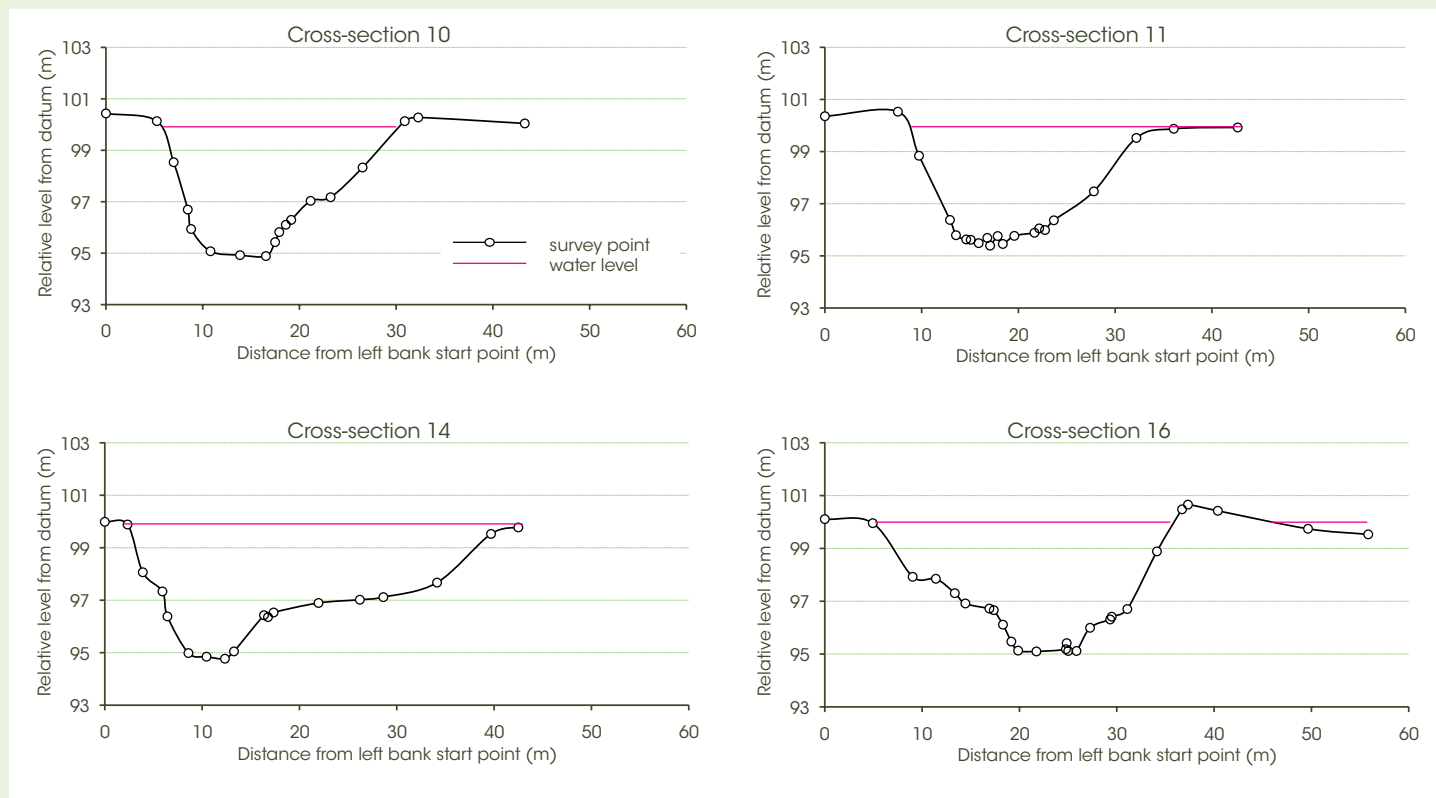 Cross-section 10
Relative level from datum (m)
103
101
99
97
95
93
survey point
water level
0 10 20 30 40 50 60
Distance from left bank start point (m)
Cross-section 11
Relative level from datum (m)
103
101
99
97
95
93
0 10 20 30 40 50 60
Distance from left bank start point (m)
Cross-section 14
Relative level from datum (m)
103
101
99
97
95
93
0 10 20 30 40 50 60
Distance from left bank start point (m)
Cross-section 16
Relative level from datum (m)
103
101
99
97
95
93
0 10 20 30 40 50 60
Distance from left bank start point (m)